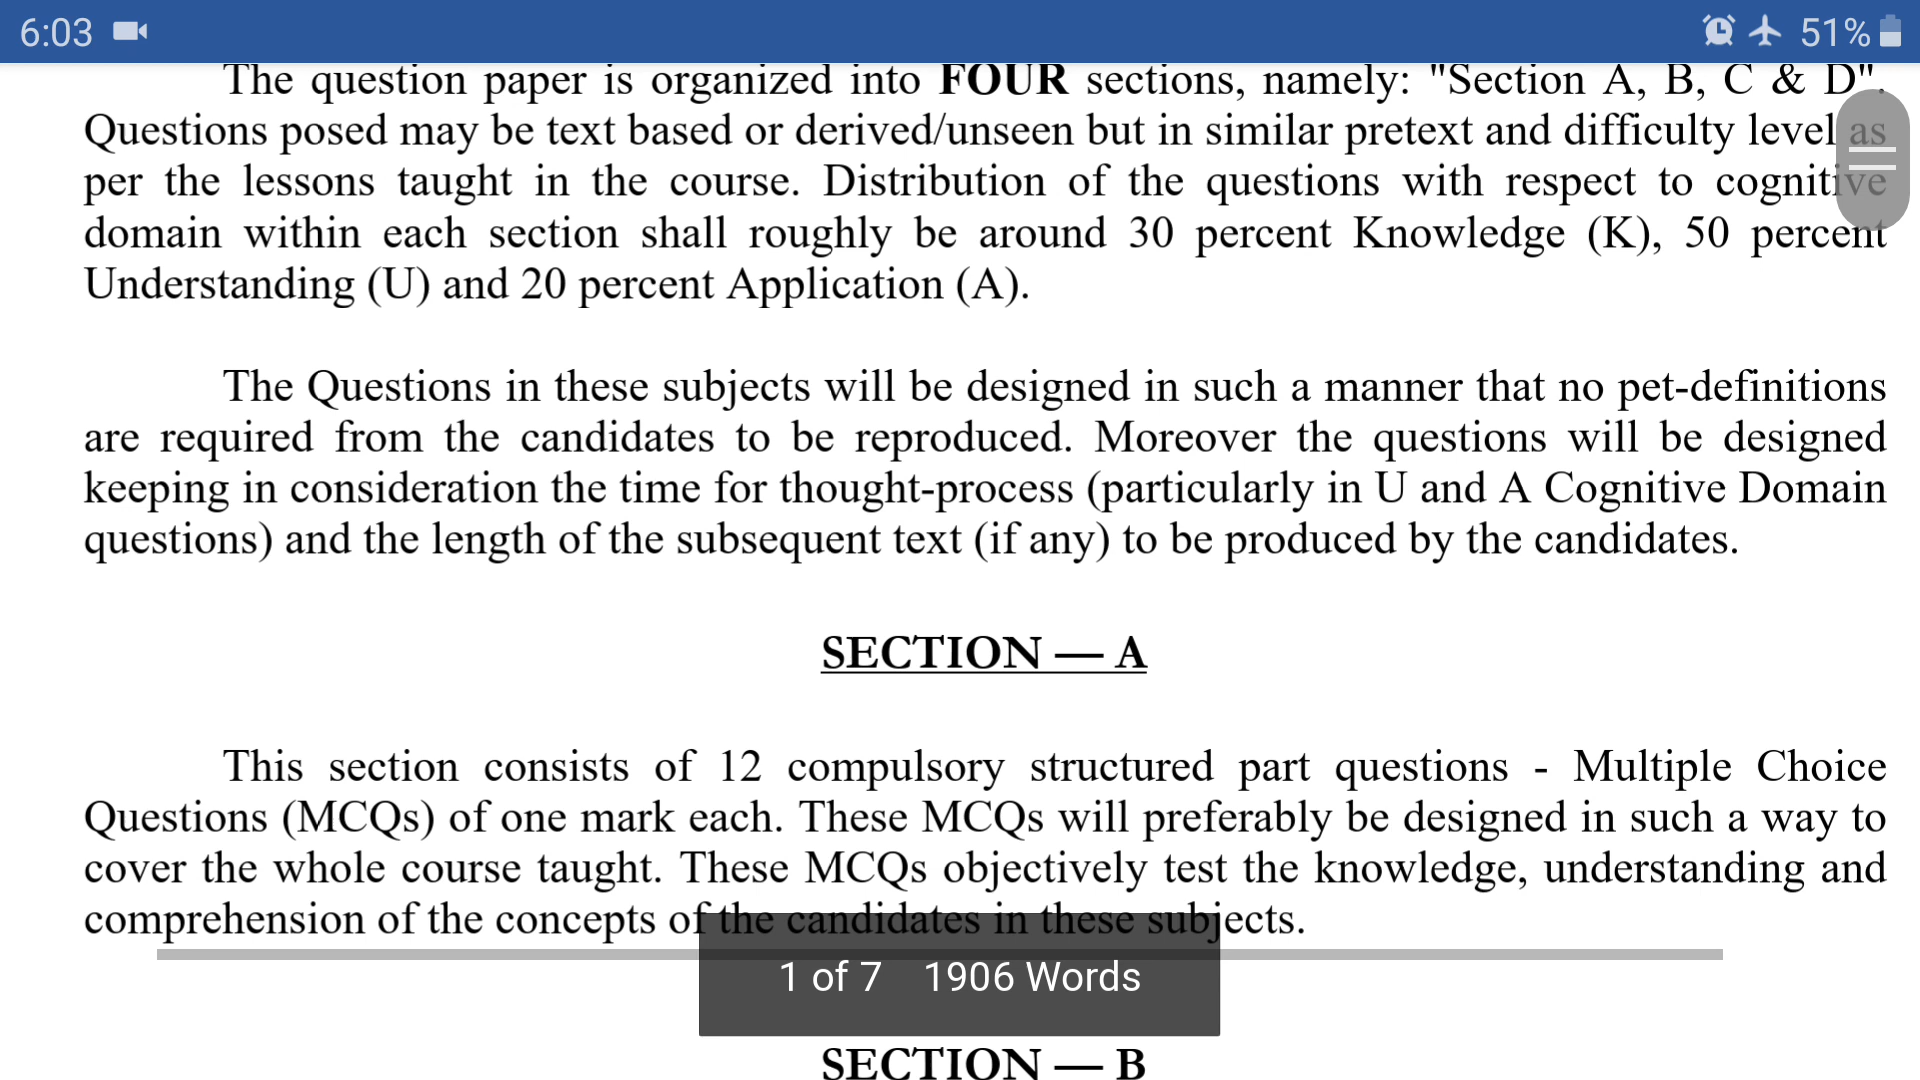 6:03 51%
The question paper is organized into FOUR sections, namely: "Section A, B, C & D".
Questions posed may be text based or derived/unseen but in similar pretext and difficulty level as
per the lessons taught in the course. Distribution of the questions with respect to cognitive
domain within each section shall roughly be around 30 percent Knowledge (K), 50 percent
Understanding (U) and 20 percent Application (A).
The Questions in these subjects will be designed in such a manner that no pet-definitions
are required from the candidates to be reproduced. Moreover the questions will be designed
keeping in consideration the time for thought-process (particularly in U and A Cognitive Domain
questions) and the length of the subsequent text (if any) to be produced by the candidates.
SECTION — A
This section consists of 12 compulsory structured part questions - Multiple Choice
Questions (MCQs) of one mark each. These MCQs will preferably be designed in such a way to
cover the whole course taught. These MCQs objectively test the knowledge, understanding and
comprehension of the concepts of the candidates in these subjects.
1 of 7 1906 Words
SECTION — B